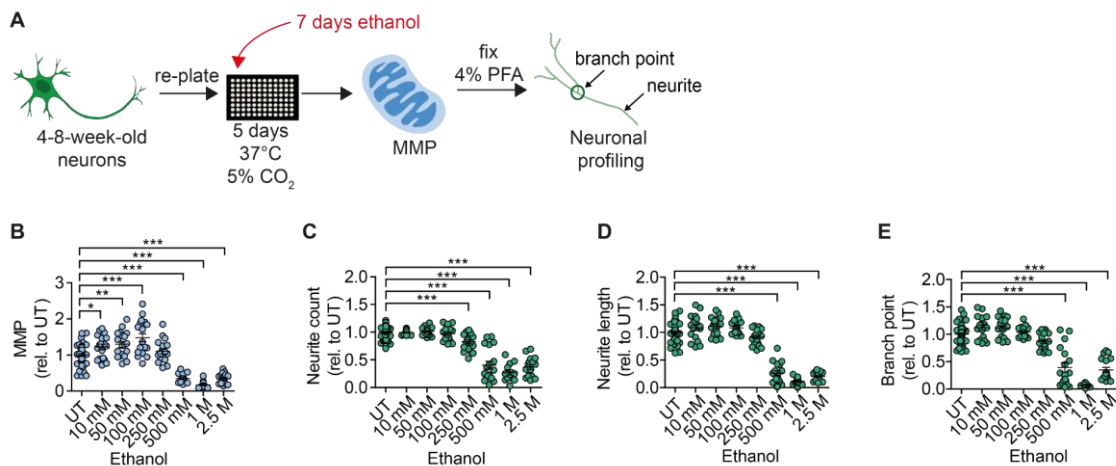 A
7 days ethanol
re-plate
fix
4% PFA
branch point
neurite
4-8-week-old
neurons
5 days
37°C
5% CO₂
MMP
Neuronal
profiling
B
***
***
***
***
**
*
MMP
(rel. to UT)
3
2
1
0
UT
10 mM
50 mM
100 mM
250 mM
500 mM
1 M
2.5 M
Ethanol
C
***
***
***
***
Neurite count
(rel. to UT)
2.0
1.5
1.0
0.5
0.0
UT
10 mM
50 mM
100 mM
250 mM
500 mM
1 M
2.5 M
Ethanol
D
***
***
***
Neurite length
(rel. to UT)
2.0
1.5
1.0
0.5
0.0
UT
10 mM
50 mM
100 mM
250 mM
500 mM
1 M
2.5 M
Ethanol
E
***
***
***
Branch point
(rel. to UT)
2.0
1.5
1.0
0.5
0.0
UT
10 mM
50 mM
100 mM
250 mM
500 mM
1 M
2.5 M
Ethanol